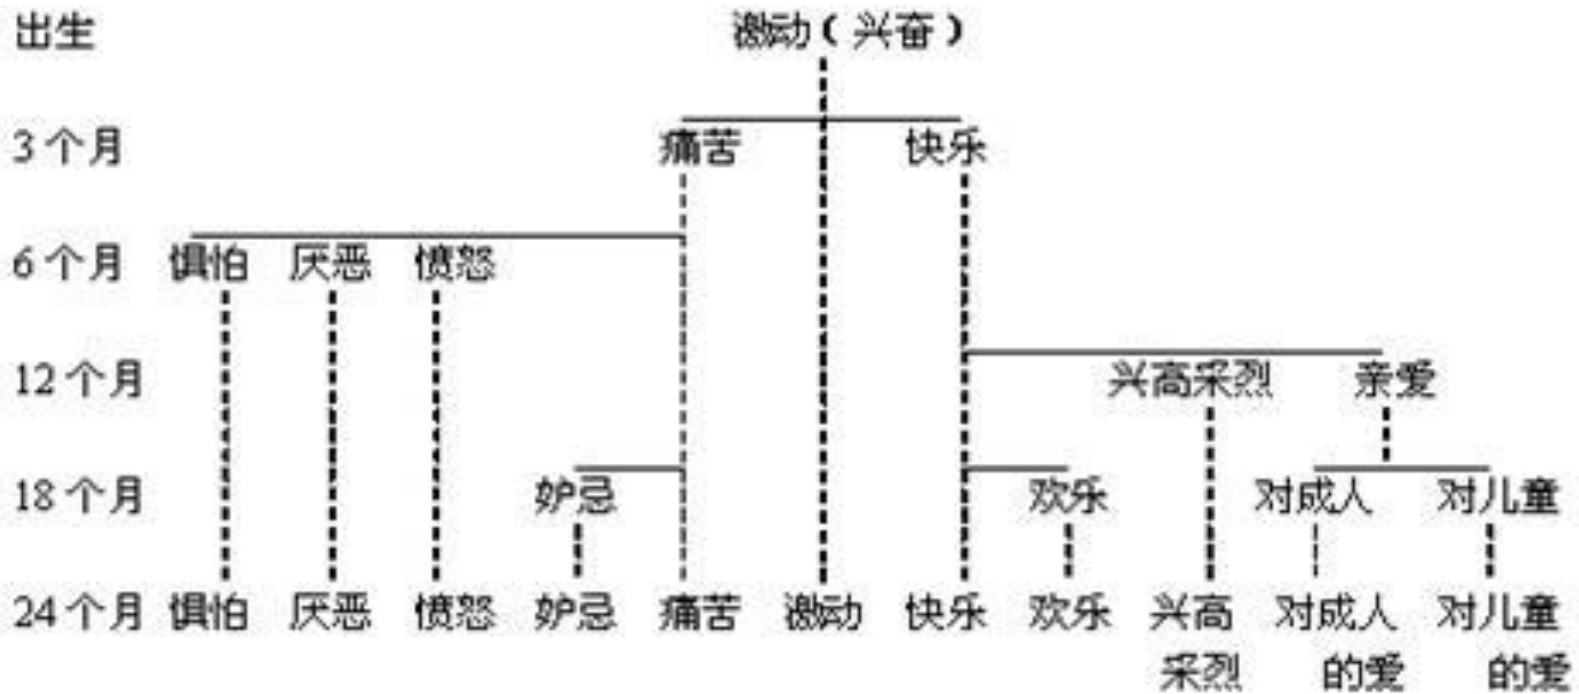 出生 激动（兴奋）
3个月 痛苦 快乐
6个月 惧怕 厌恶 愤怒
12个月 兴高采烈 亲爱
18个月 妒忌 欢乐 对成人 对儿童
24个月 惧怕 厌恶 愤怒 妒忌 痛苦 激动 快乐 欢乐 兴高 对成人 对儿童
采烈 的爱 的爱